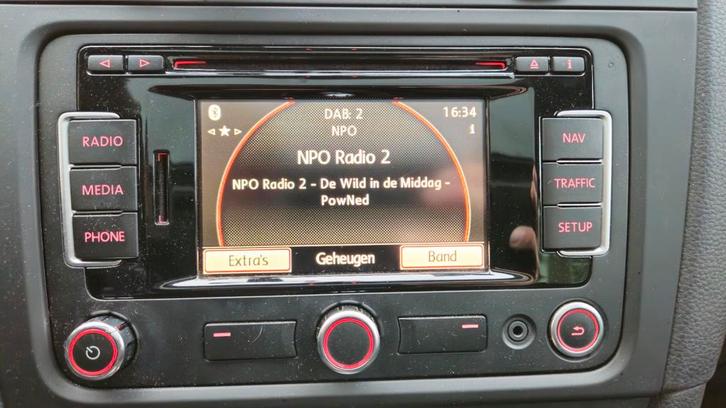 DAB: 2
16:34
NPO
i
NPO Radio 2
NPO Radio 2 - De Wild in de Middag -
PowNed
Extra's
Geheugen
Band
RADIO
MEDIA
PHONE
NAV
TRAFFIC
SETUP
i